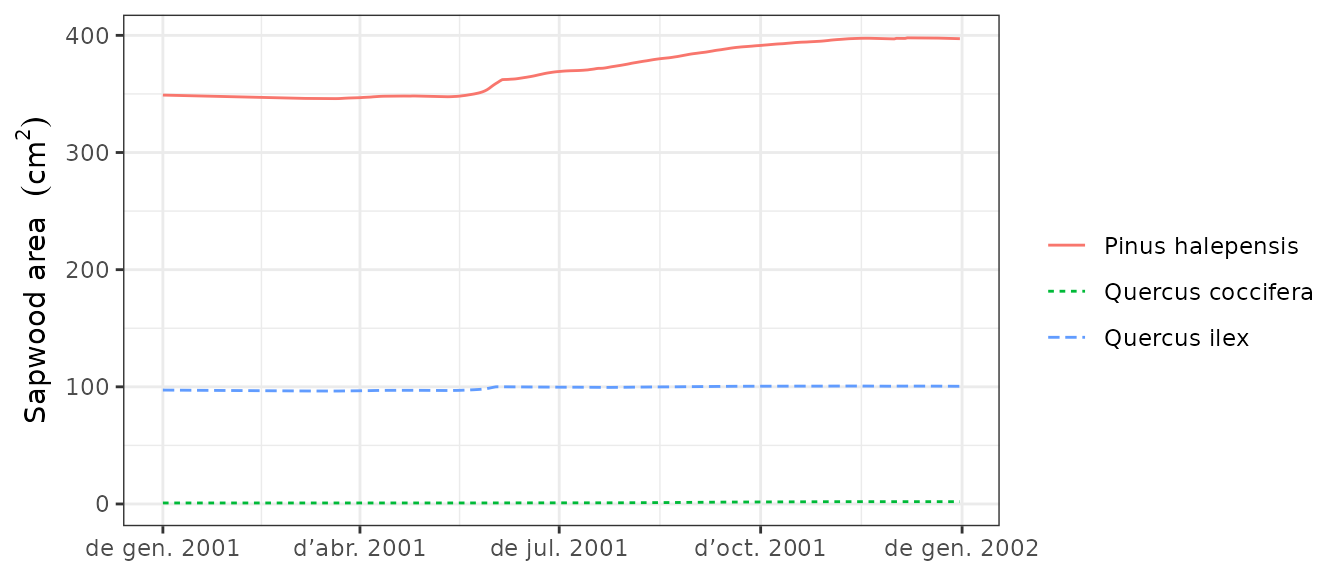 Sapwood area (cm²)
400
300
200
100
0
de gen. 2001
d’abr. 2001
de jul. 2001
d’oct. 2001
de gen. 2002
Pinus halepensis
Quercus coccifera
Quercus ilex